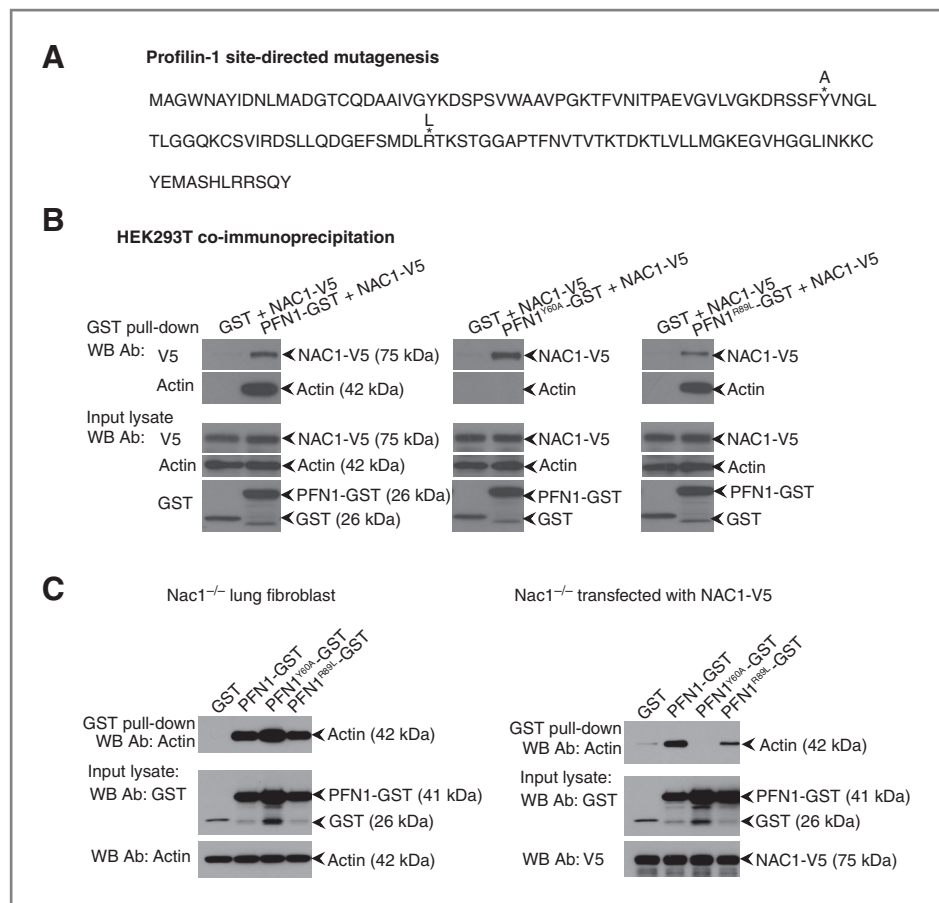 A
Profilin-1 site-directed mutagenesis
A
*
MAGWNAYIDNLMADGTCQDAAIVGYKDSPSVWAAVPGKTFVNITPAEVGVLVGKDRSSFYVNGL
L
*
TLGGQKCSVIRDSLLQDGEFSMDLRTKSTGGAPTFNVTVTKTDKTLVLLMGKEGVHGGLINKKC
YEMASHLRRSQY
B
HEK293T co-immunoprecipitation
GST + NAC1-V5
PFN1-GST + NAC1-V5
GST + NAC1-V5
PFN1Y60A-GST + NAC1-V5
GST + NAC1-V5
PFN1R89L-GST + NAC1-V5
GST pull-down
WB Ab: V5
NAC1-V5 (75 kDa)
NAC1-V5
NAC1-V5
Actin
Actin (42 kDa)
Actin
Actin
Input lysate
WB Ab: V5
NAC1-V5 (75 kDa)
NAC1-V5
NAC1-V5
Actin
Actin (42 kDa)
Actin
Actin
GST
PFN1-GST (26 kDa)
PFN1-GST
PFN1-GST
GST (26 kDa)
GST
GST
C
Nac1−/− lung fibroblast
Nac1−/− transfected with NAC1-V5
GST
PFN1-GST
PFN1Y60A-GST
PFN1R89L-GST
GST
PFN1-GST
PFN1Y60A-GST
PFN1R89L-GST
GST pull-down
WB Ab: Actin
Actin (42 kDa)
GST pull-down
WB Ab: Actin
Actin (42 kDa)
Input lysate:
WB Ab: GST
PFN1-GST (41 kDa)
GST (26 kDa)
Input lysate:
WB Ab: GST
PFN1-GST (41 kDa)
GST (26 kDa)
WB Ab: Actin
Actin (42 kDa)
WB Ab: V5
NAC1-V5 (75 kDa)